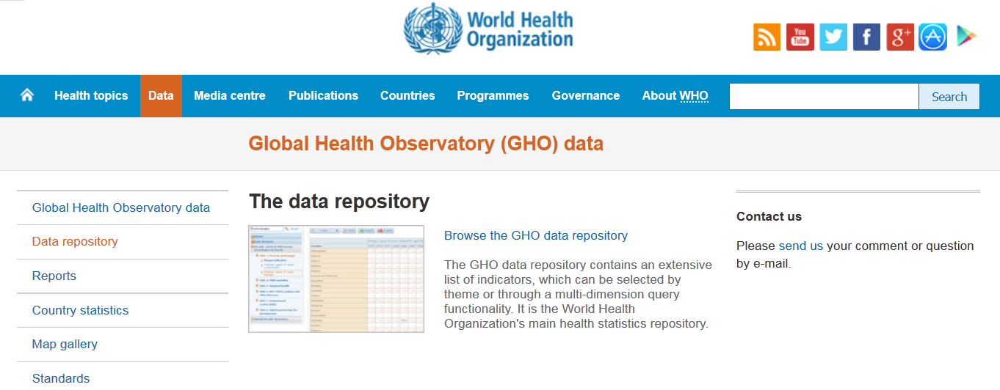 World Health
Organization
You
Tube
f
g+
Health topics
Data
Media centre
Publications
Countries
Programmes
Governance
About WHO
Search
Global Health Observatory (GHO) data
Global Health Observatory data
Data repository
Reports
Country statistics
Map gallery
Standards
The data repository
Browse the GHO data repository
The GHO data repository contains an extensive
list of indicators, which can be selected by
theme or through a multi-dimension query
functionality. It is the World Health
Organization's main health statistics repository.
Contact us
Please send us your comment or question
by e-mail.